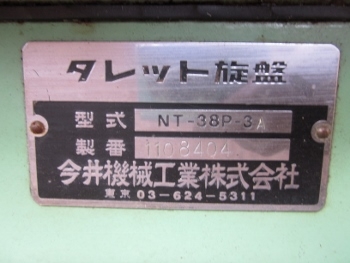 タレット旋盤
型式 NT-38P-3A
製番 1108404
今井機械工業株式会社
東京 03-624-5311